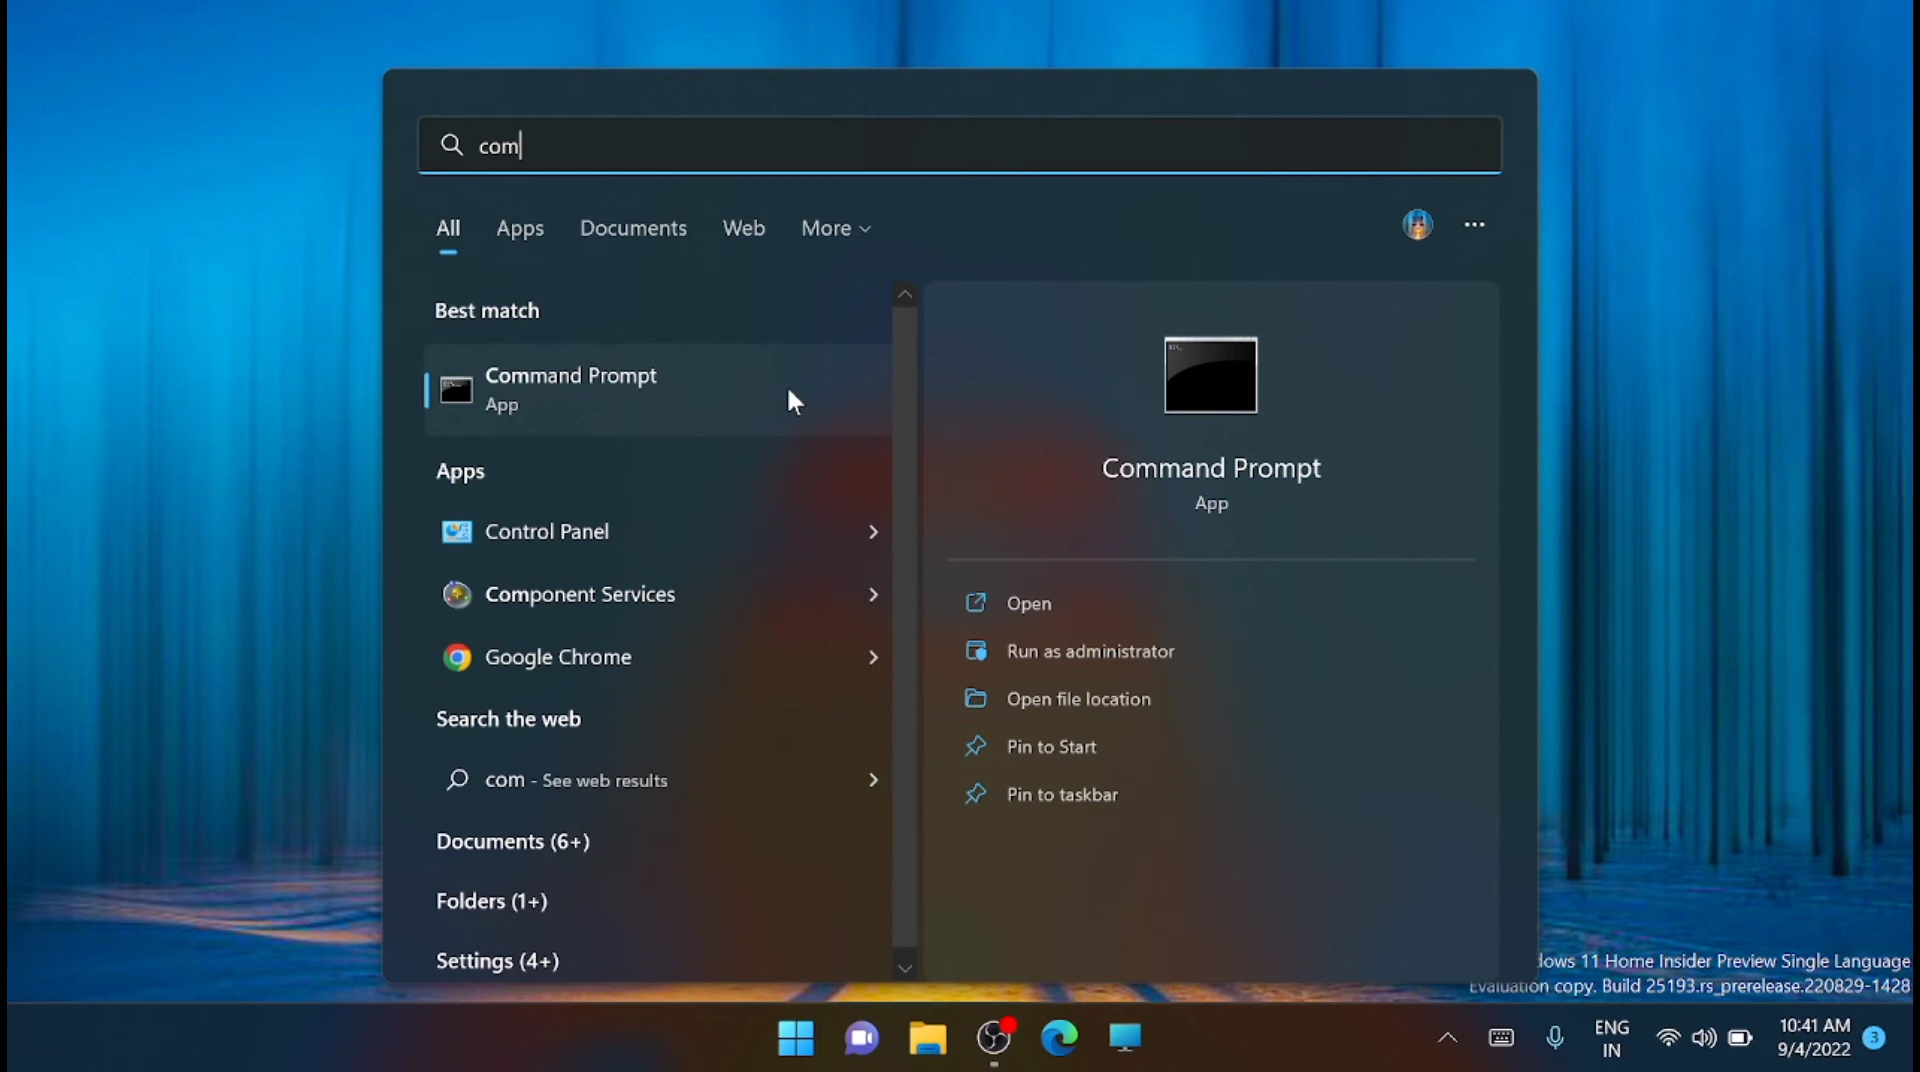 com
All Apps Documents Web More
Best match
Command Prompt
App
Apps
Control Panel
Component Services
Google Chrome
Search the web
com - See web results
Documents (6+)
Folders (1+)
Settings (4+)
Command Prompt
App
Open
Run as administrator
Open file location
Pin to Start
Pin to taskbar
dows 11 Home Insider Preview Single Language
Evaluation copy. Build 25193.rs_prerelease.220829-1428
ENG
IN
10:41 AM
9/4/2022
3